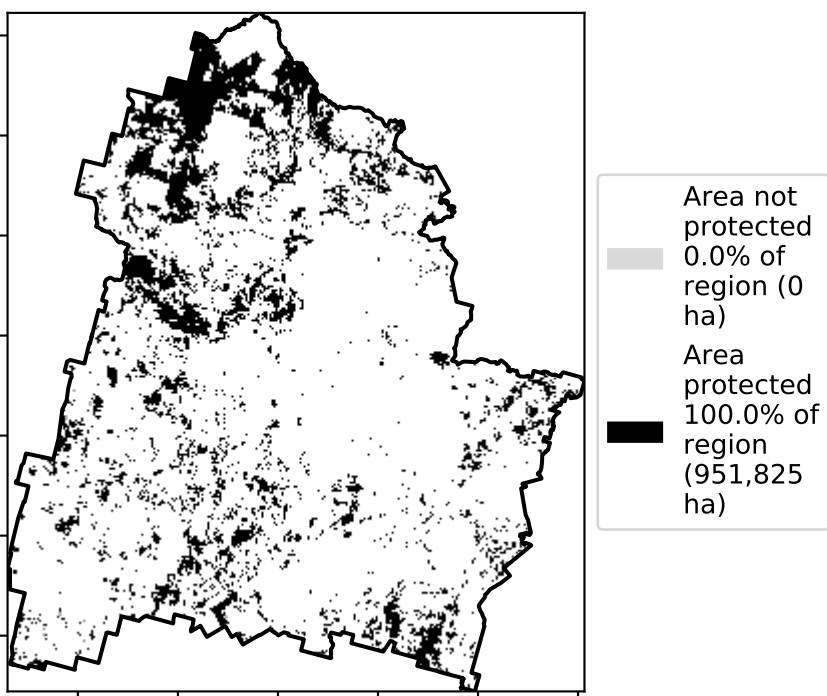 Area not
protected
0.0% of
region (0
ha)
Area
protected
100.0% of
region
(951,825
ha)